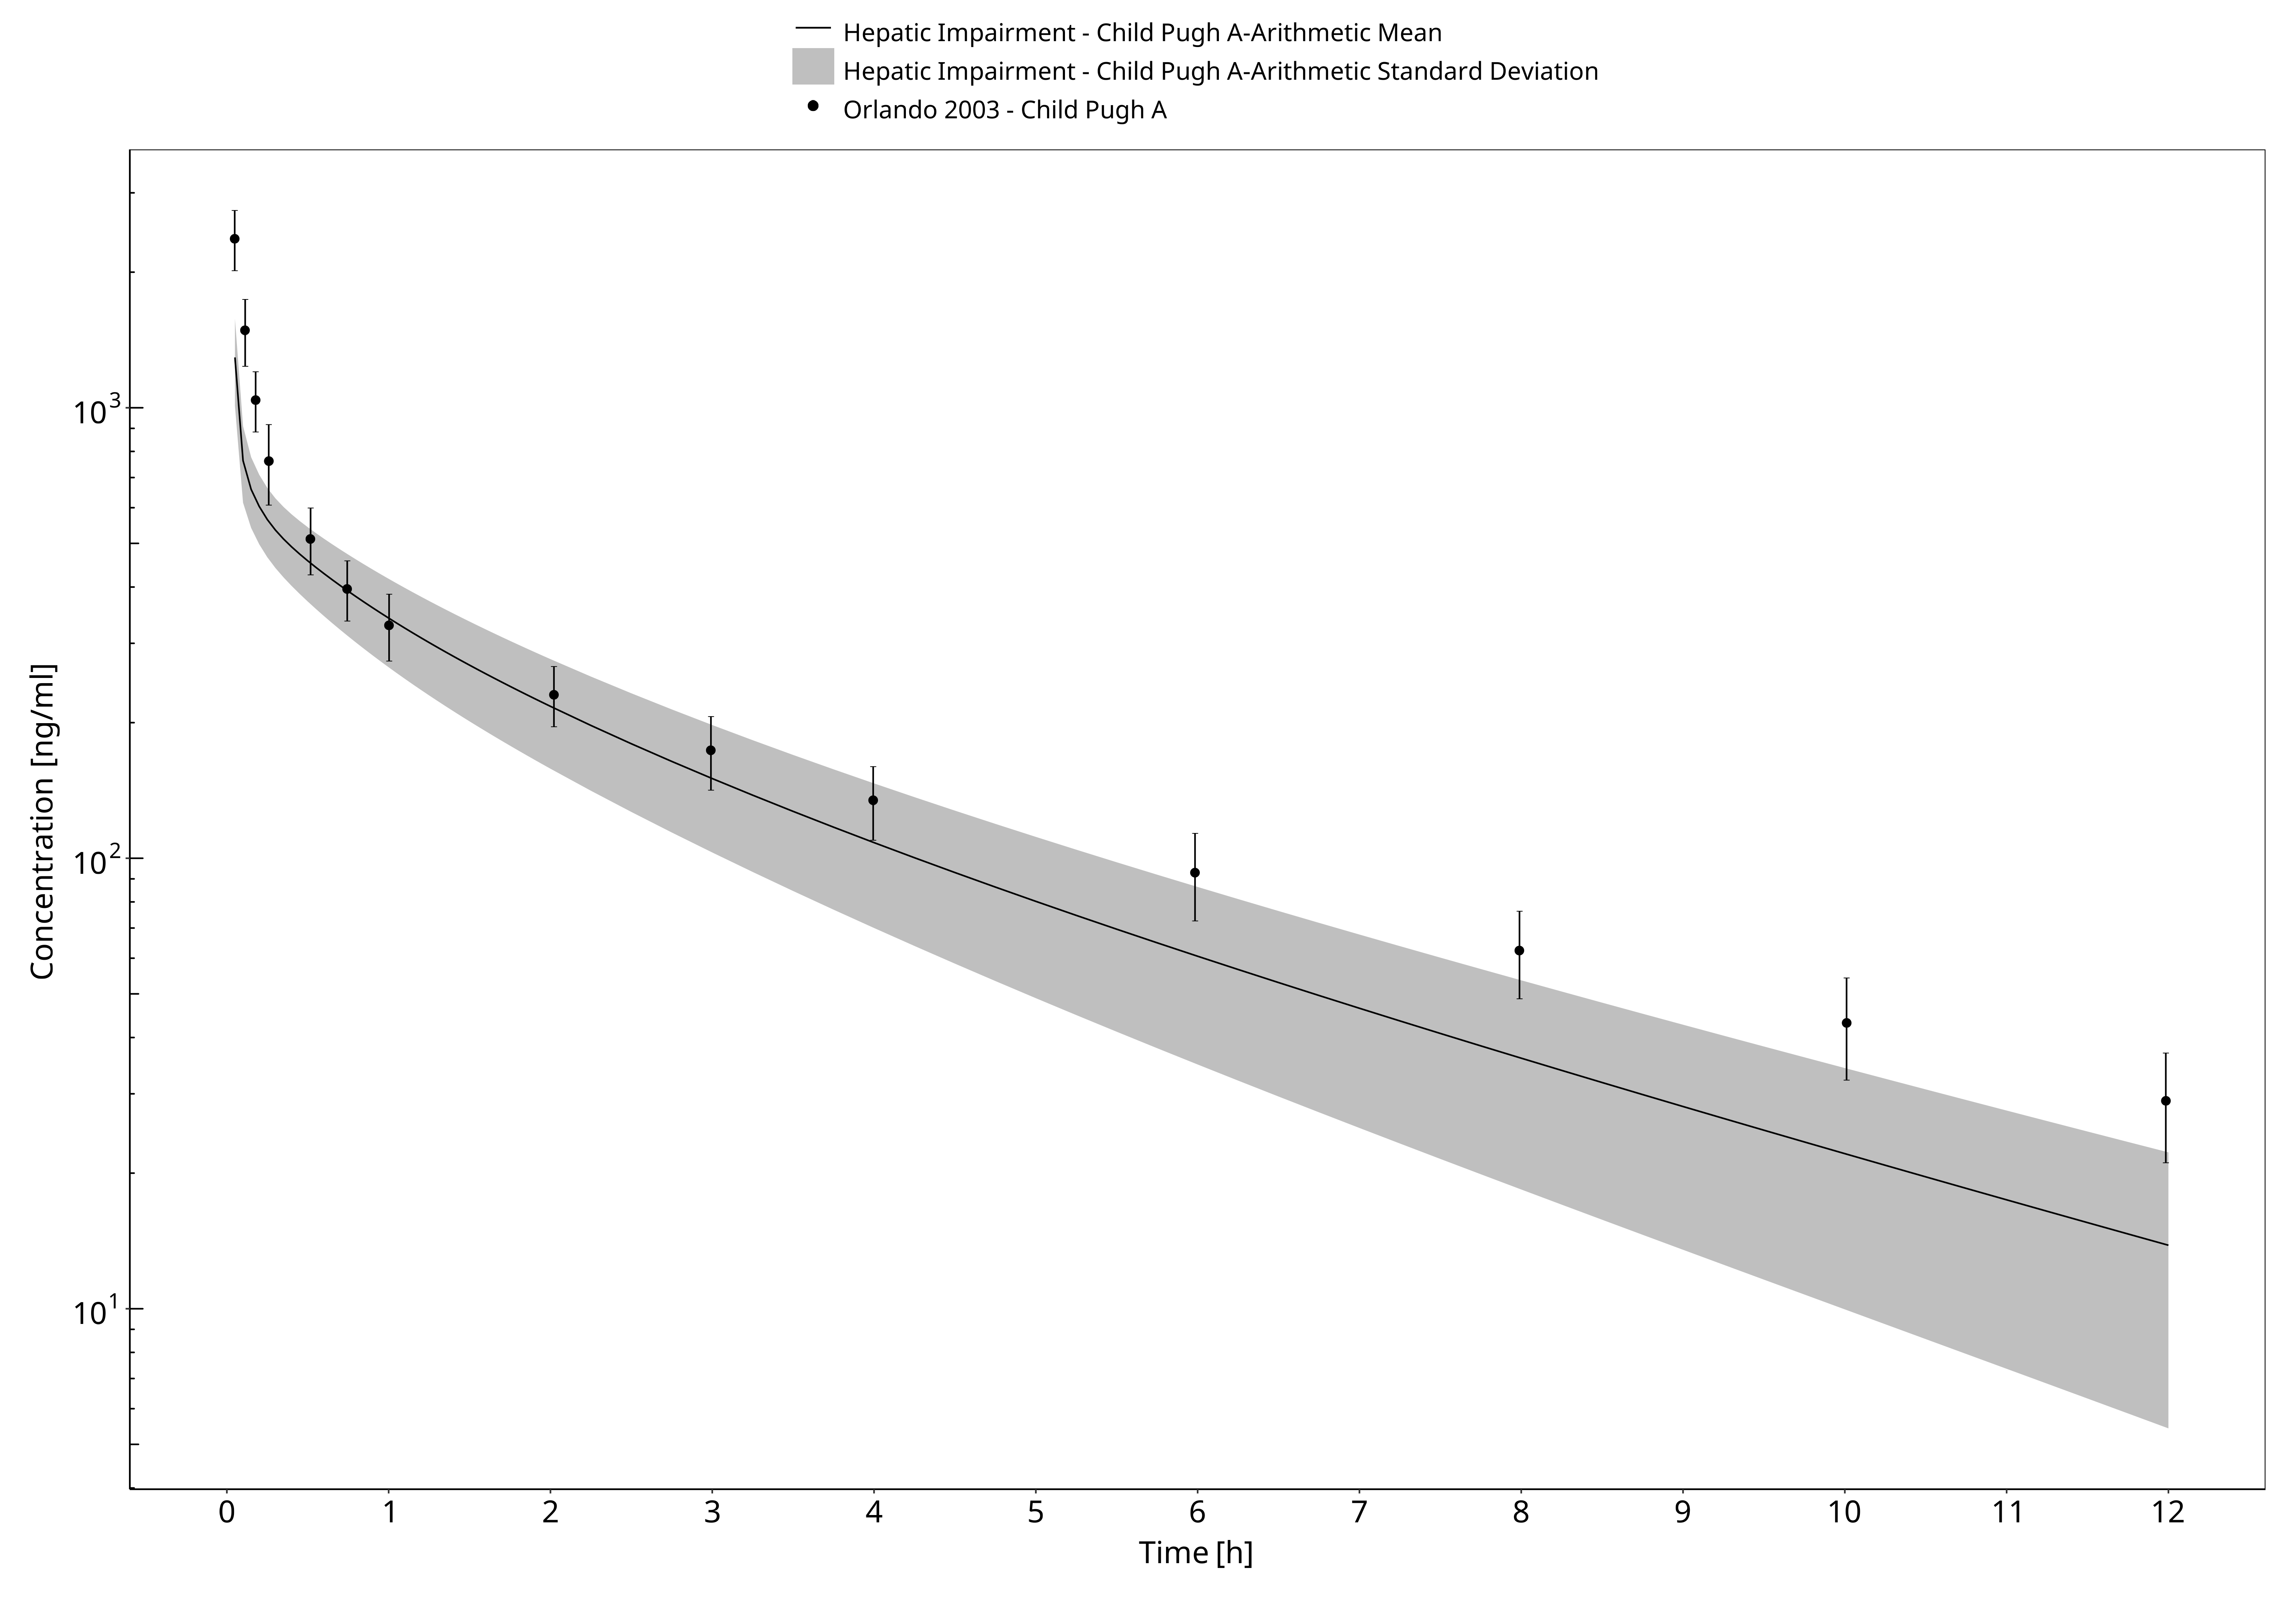 Hepatic Impairment - Child Pugh A-Arithmetic Mean
Hepatic Impairment - Child Pugh A-Arithmetic Standard Deviation
Orlando 2003 - Child Pugh A
10³
10²
10¹
Concentration [ng/ml]
0 1 2 3 4 5 6 7 8 9 10 11 12
Time [h]